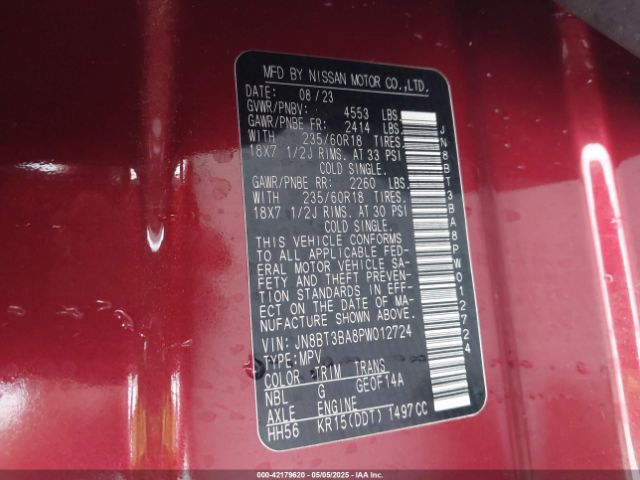 MFD BY NISSAN MOTOR CO.,LTD.
DATE: 08/23
GVWR/PNBV: 4553 LBS
GAWR/PNBE FR: 2414 LBS
WITH 235/60R18 TIRES.
18X7 1/2J RIMS. AT 33 PSI
COLD SINGLE.
GAWR/PNBE RR: 2260 LBS.
WITH 235/60R18 TIRES.
18X7 1/2J RIMS. AT 30 PSI
COLD SINGLE.
THIS VEHICLE CONFORMS
TO ALL APPLICABLE FED-
ERAL MOTOR VEHICLE SA-
FETY AND THEFT PREVEN-
TION STANDARDS IN EFF-
ECT ON THE DATE OF MA-
NUFACTURE SHOWN ABOVE.
VIN: JN8BT3BA8PW012724
TYPE:MPV
COLOR TRIM TRANS
NBL G GE0F14A
AXLE ENGINE
HH56 KR15(DDT) 1497CC
JN8BT3BA8PW012724
000-42179620 - 05/05/2025 - IAAI.COM